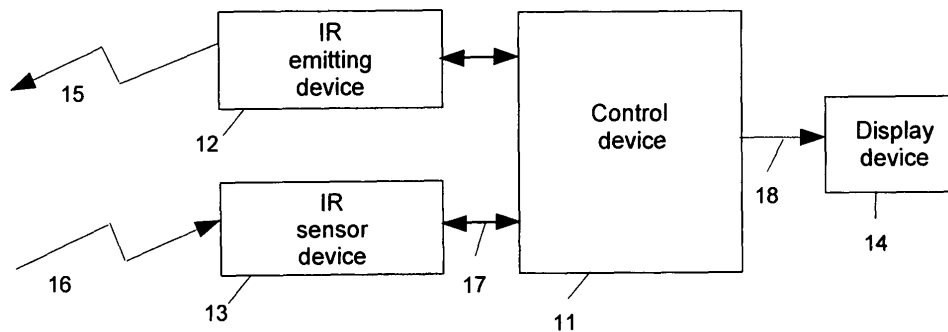 IR
emitting
device
15
12
Control
device
Display
device
18
14
IR
sensor
device
16
13
17
11